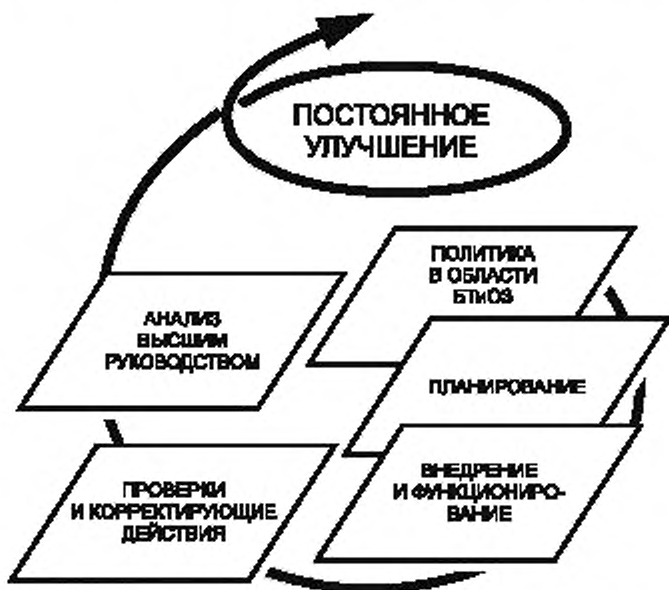 ПОСТОЯННОЕ
УЛУЧШЕНИЕ
ПОЛИТИКА
В ОБЛАСТИ
БТиОЗ
АНАЛИЗ
ВЫСШИМ
РУКОВОДСТВОМ
ПЛАНИРОВАНИЕ
ВНЕДРЕНИЕ
И ФУНКЦИОНИРО-
ВАНИЕ
ПРОВЕРКИ
И КОРРЕКТИРУЮЩИЕ
ДЕЙСТВИЯ